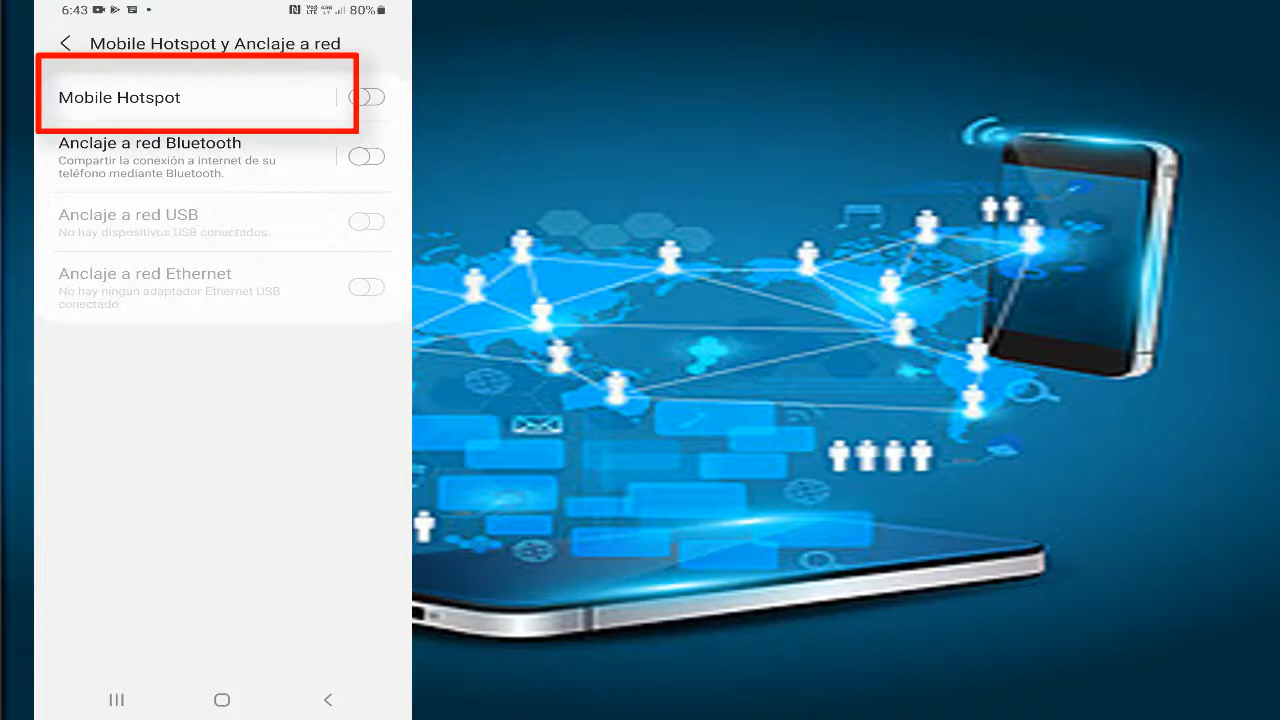 6:43 80%
Mobile Hotspot y Anclaje a red
Mobile Hotspot
Anclaje a red Bluetooth
Compartir la conexión a internet de su
teléfono mediante Bluetooth.
Anclaje a red USB
No hay dispositivos USB conectados.
Anclaje a red Ethernet
No hay ningun adaptador Ethernet USB
conectado